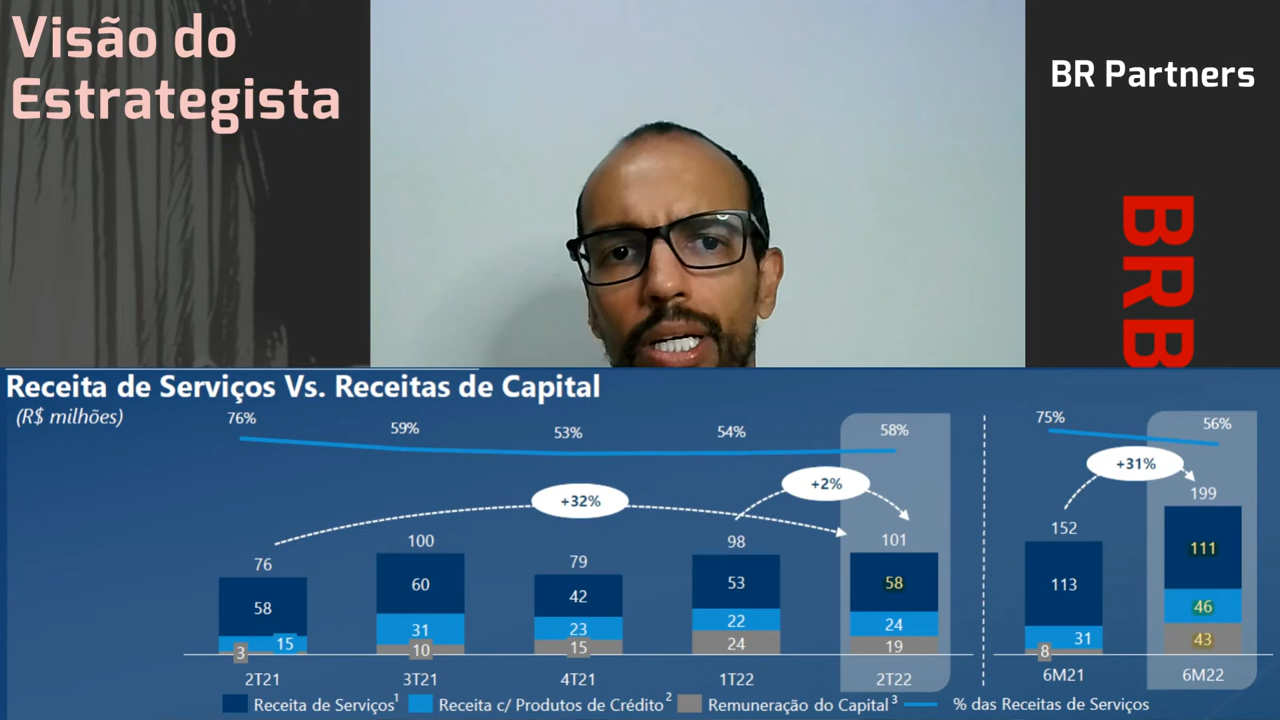 Visão do
Estrategista
BR Partners
BRB
Receita de Serviços Vs. Receitas de Capital
(R$ milhões)
76% 59% 53% 54% 58% 75% 56%
+32% +2% +31%
76 100 79 98 101 152 199
58 60 42 53 58 113 111
15 31 23 22 24 31 46
3 10 15 24 19 8 43
2T21 3T21 4T21 1T22 2T22 6M21 6M22
Receita de Serviços¹ Receita c/ Produtos de Crédito² Remuneração do Capital³ % das Receitas de Serviços